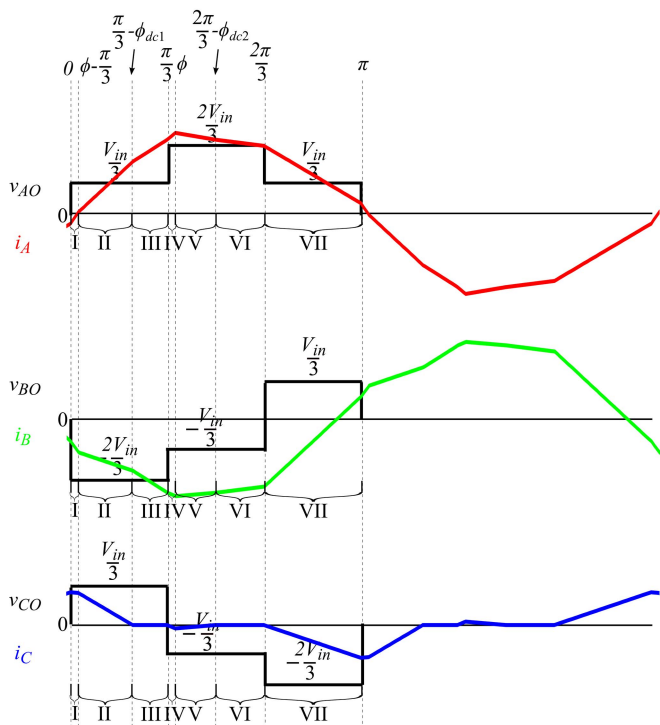 π/3-ϕdc1 2π/3-ϕdc2
0 ϕ-π/3 π/3 ϕ 2π/3 π
2Vin/3
Vin/3 Vin/3
vAO
0
iA
I II III IV V VI VII
Vin/3
vBO
0
-Vin/3
iB
-2Vin/3
I II III IV V VI VII
Vin/3
vCO
0
-Vin/3
iC
-2Vin/3
I II III IV V VI VII